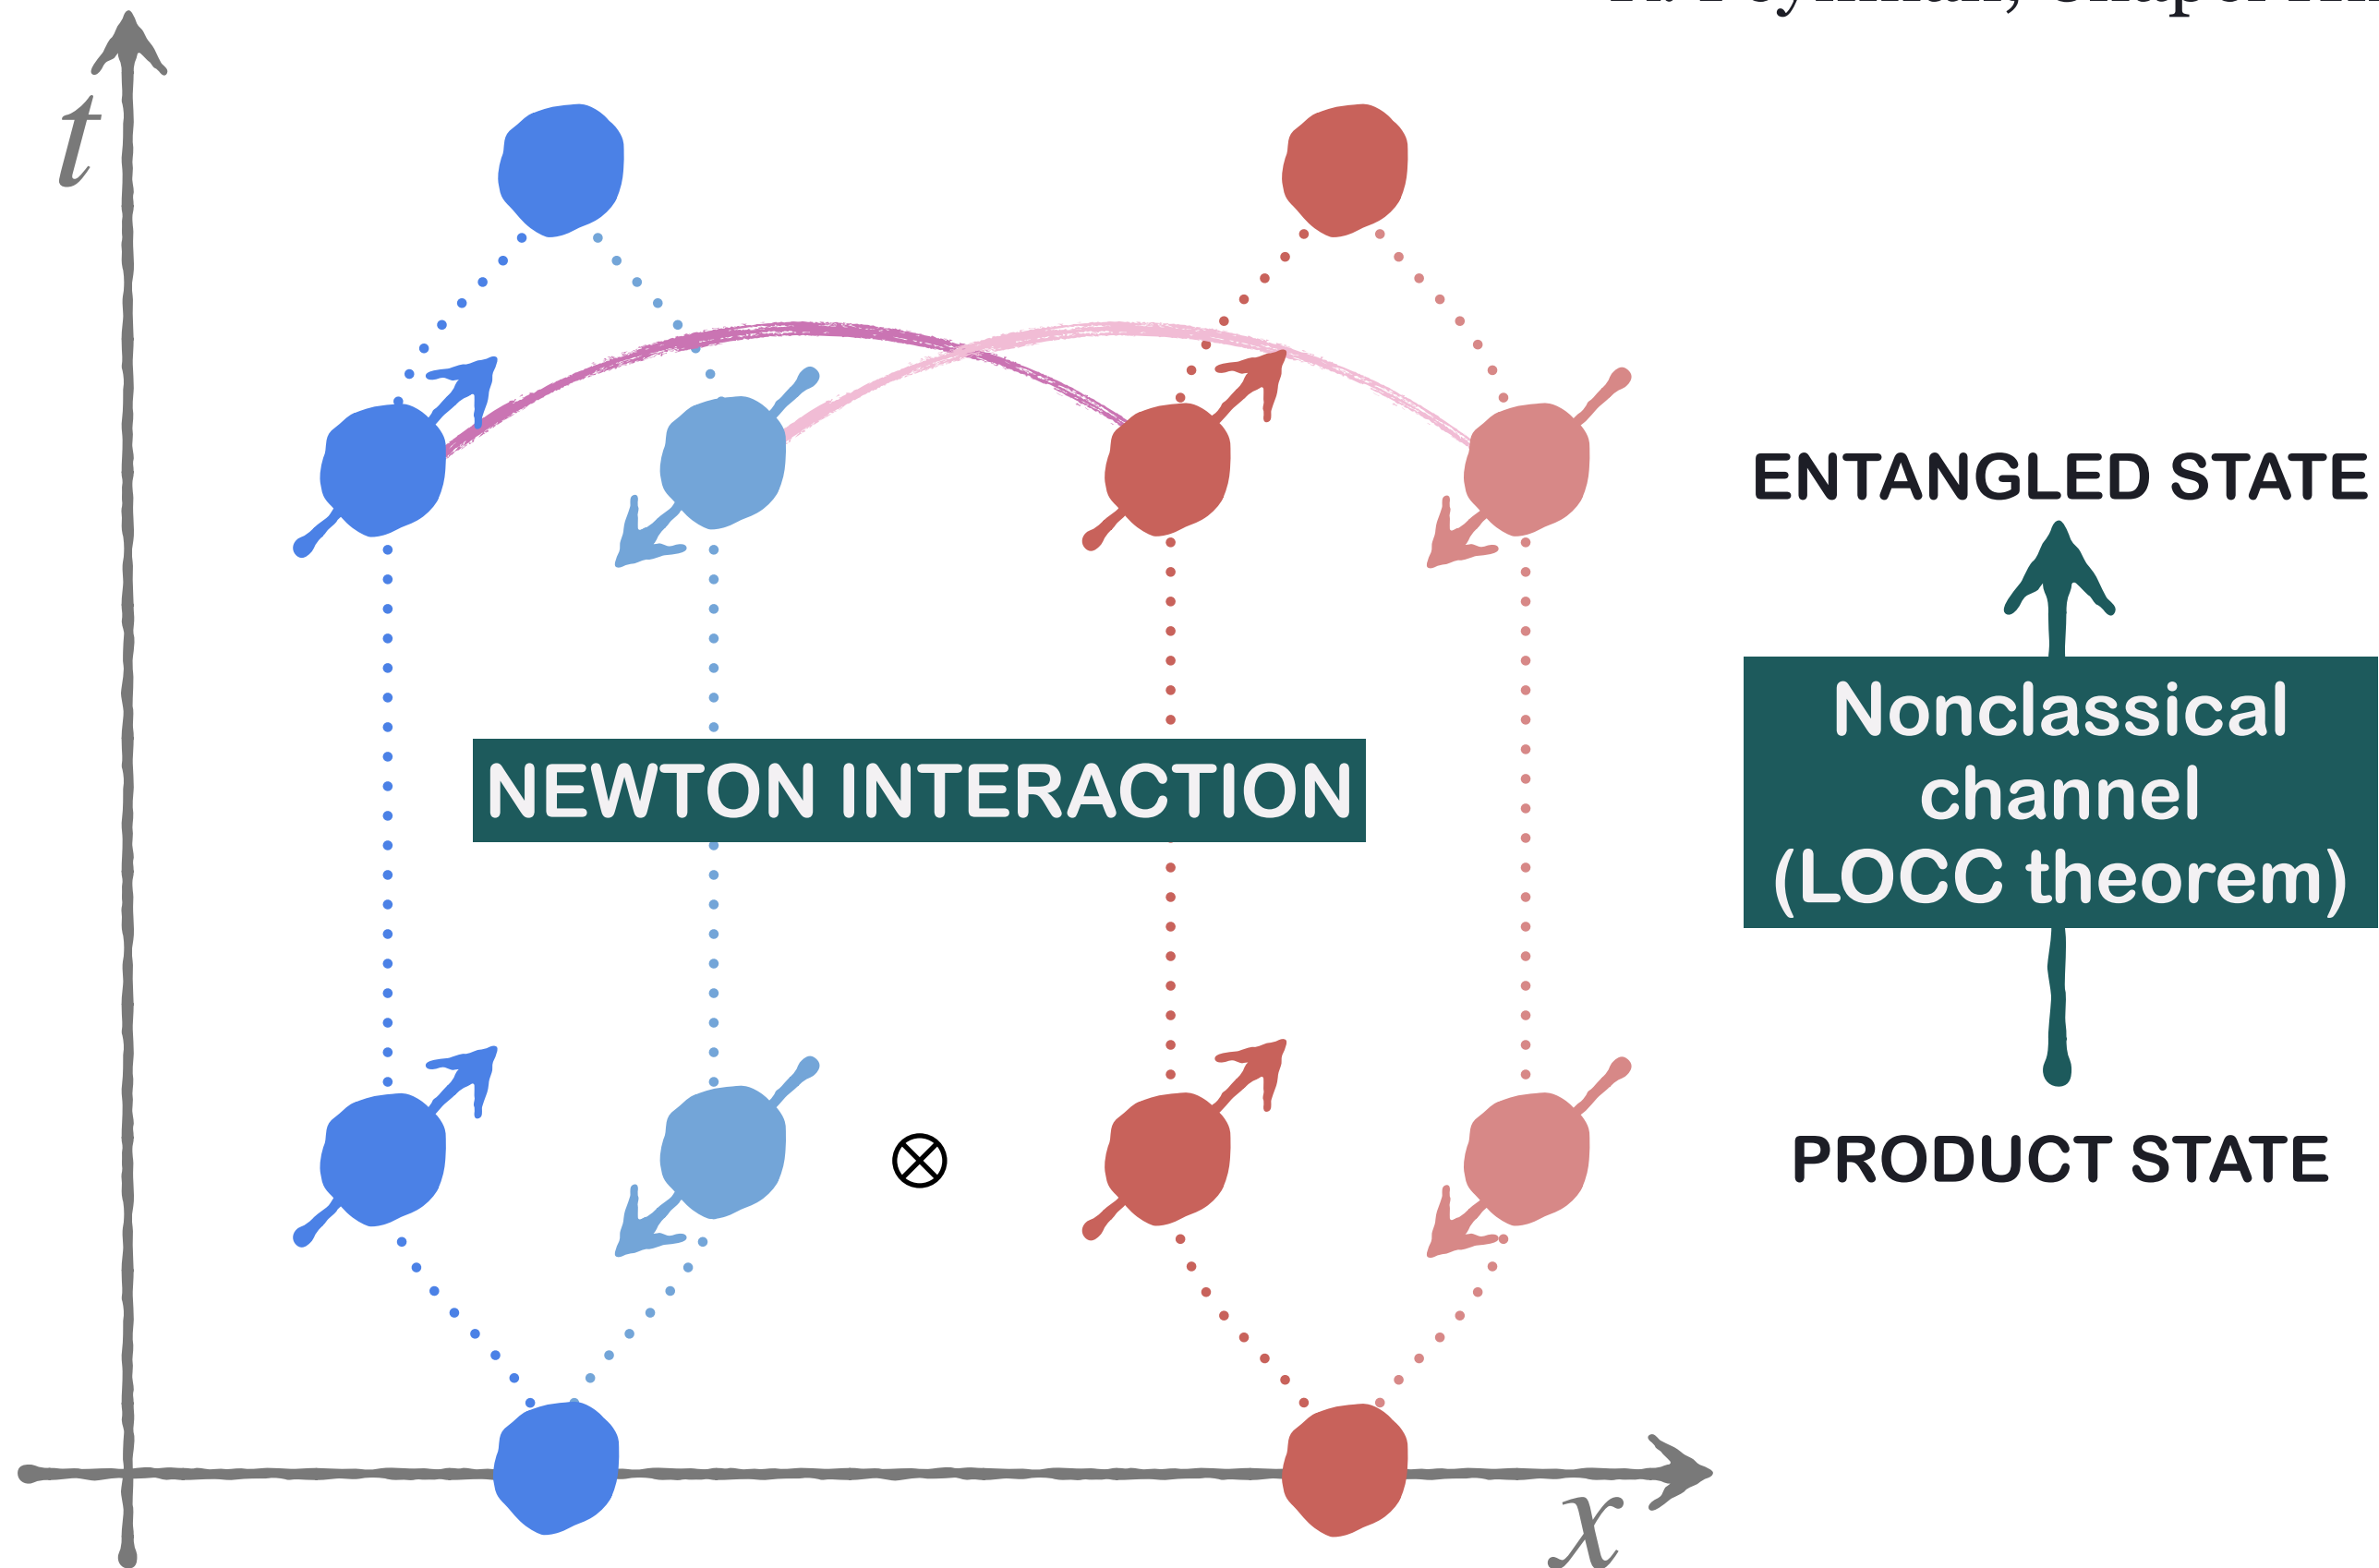 t
ENTANGLED STATE
Nonclassical
channel
(LOCC theorem)
NEWTON INTERACTION
⊗
PRODUCT STATE
x